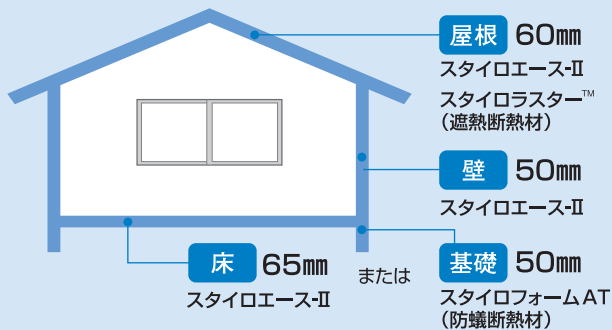 屋根 60mm
スタイロエース-Ⅱ
スタイロラスター™
(遮熱断熱材)
壁 50mm
スタイロエース-Ⅱ
床 65mm
スタイロエース-Ⅱ
または
基礎 50mm
スタイロフォームAT
(防蟻断熱材)